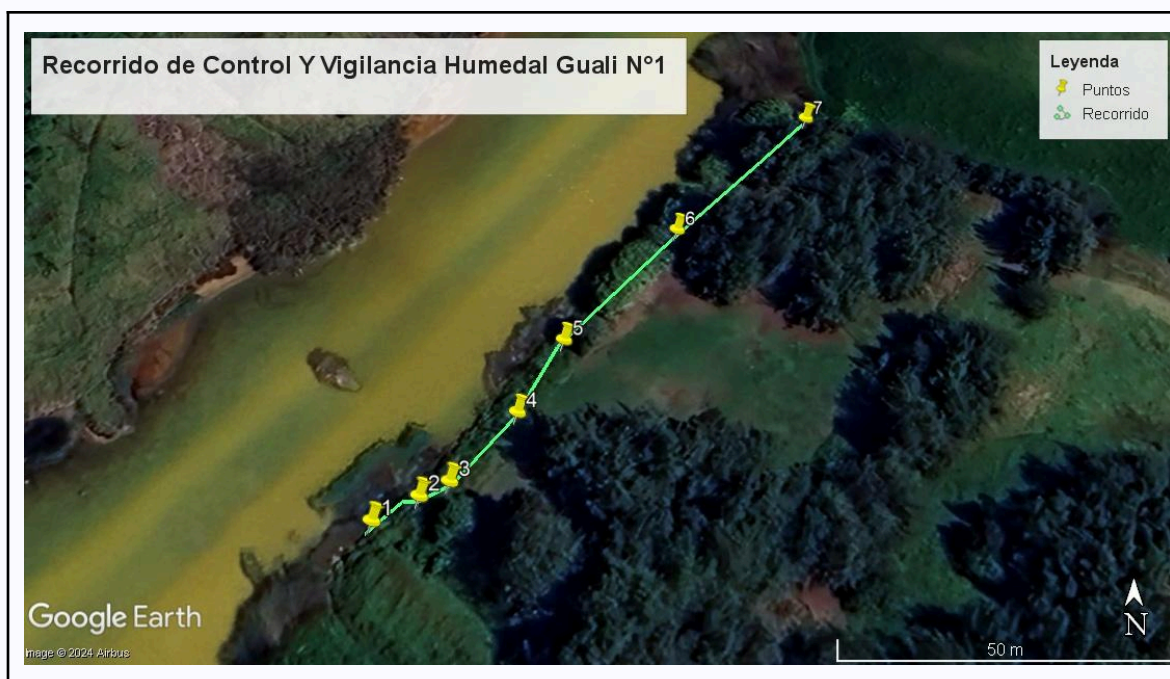 Recorrido de Control Y Vigilancia Humedal Guali N°1
Leyenda
Puntos
Recorrido
7
6
5
4
3
2
1
Google Earth
Image © 2024 Airbus
N
50 m